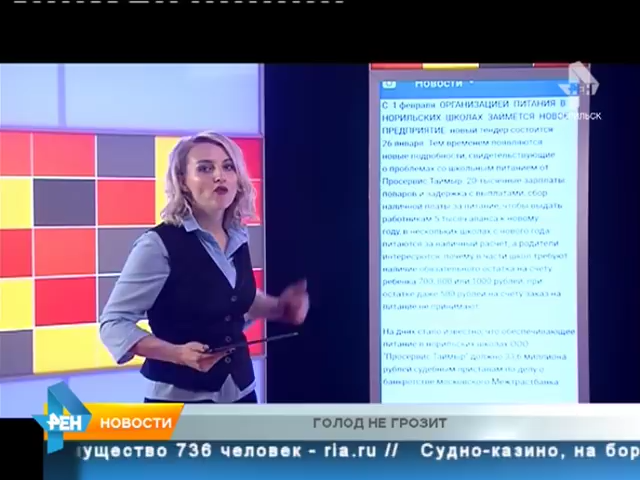 Новости
РЕН
С 1 февраля ОРГАНИЗАЦИЕЙ ПИТАНИЯ В
НОРИЛЬСКИХ ШКОЛАХ ЗАЙМЕТСЯ НОВОЕ
ПРЕДПРИЯТИЕ: новый тендер состоится
26 января. Тем временем появляются
новые подробности, свидетельствующие
о проблемах со школьным питанием от
Просервис Таймыр: 20-тысячные зарплаты
поваров и задержка с выплатами, сбор
наличной платы за питание, чтобы выдать
работникам 5 тысяч аванса к новому
году, в нескольких школах с нового года
питаются за наличный расчет, а родители
интересуются, почему в части школ требуют
наличие обязательного остатка на счету
ребенка 700, 800 или 1000 рублей, при
остатке даже 500 рублей на счету заказ на
питание не принимают.
На днях стало известно, что обеспечивающее
питание в норильских школах ООО
"Просервис Таймыр" должно 33,6 миллиона
рублей судебным приставам по делу о
банкротстве московского Межтрастбанка
РЕН НОВОСТИ
ГОЛОД НЕ ГРОЗИТ
мущество 736 человек - ria.ru // Судно-казино, на бор